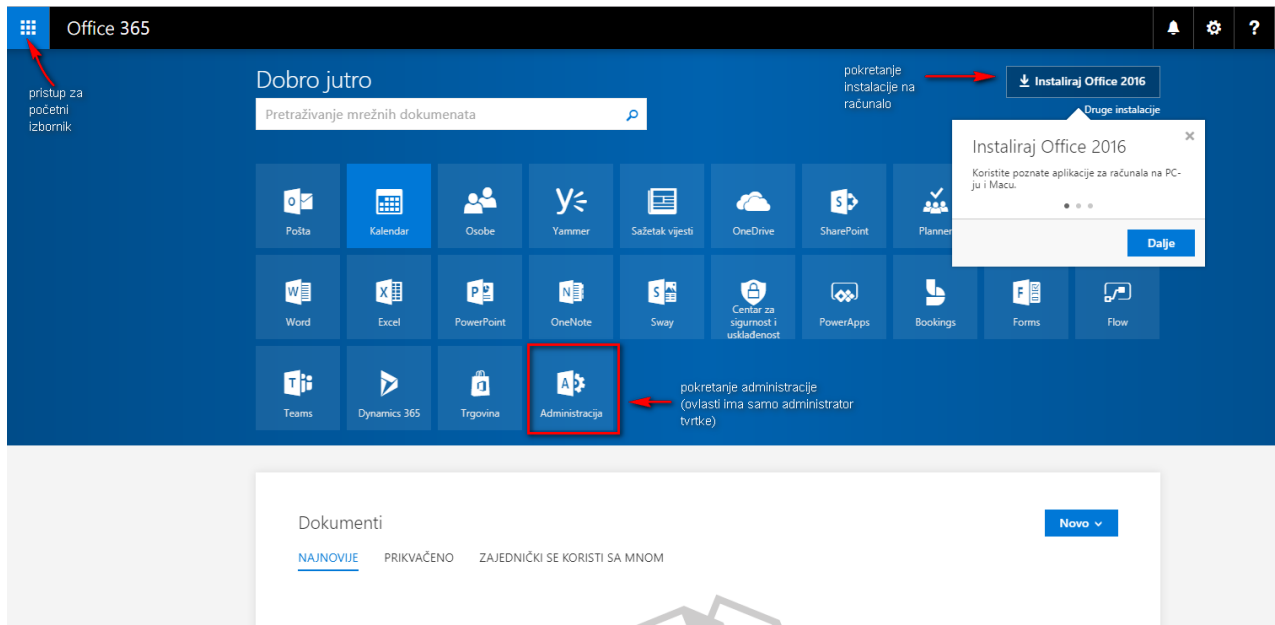 Office 365
?
pristup za
početni
izbornik
Dobro jutro
Pretraživanje mrežnih dokumenata
pokretanje
instalacije na
računalo
Instaliraj Office 2016
Druge instalacije
Instaliraj Office 2016
Koristite poznate aplikacije za računala na PC-
ju i Macu.
Dalje
Pošta
Kalendar
Osobe
Yammer
Sažetak vijesti
OneDrive
SharePoint
Planner
Word
Excel
PowerPoint
OneNote
Sway
Centar za
sigurnost i
usklađenost
PowerApps
Bookings
Forms
Flow
Teams
Dynamics 365
Trgovina
Administracija
pokretanje administracije
(ovlasti ima samo administrator
tvrtke)
Dokumenti
Novo
NAJNOVIJE PRIKVAČENO ZAJEDNIČKI SE KORISTI SA MNOM